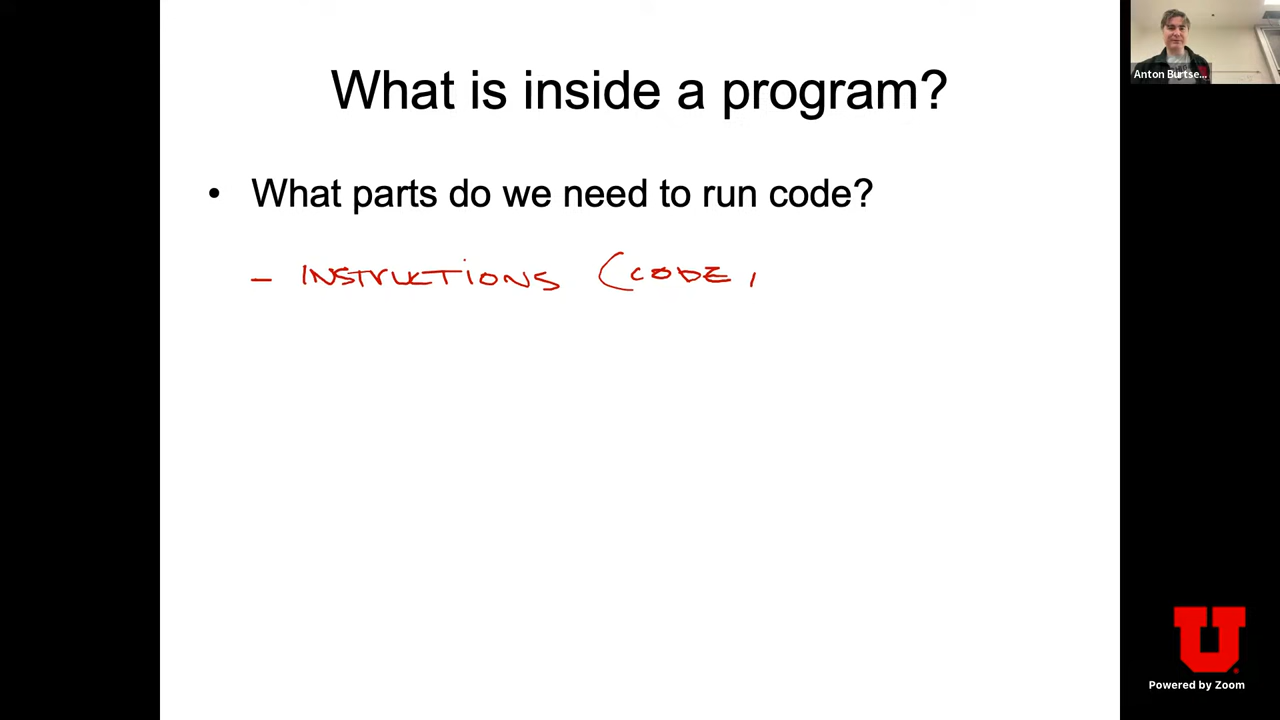 What is inside a program?
• What parts do we need to run code?
- INSTRUCTIONS (CODE,
Anton Burtse...
U
Powered by Zoom